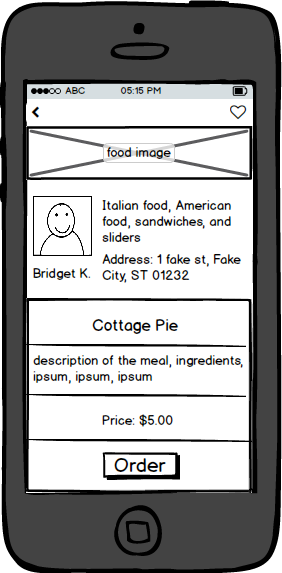 ABC 05:15 PM
food image
Italian food, American
food, sandwiches, and
sliders
Address: 1 fake st, Fake
City, ST 01232
Bridget K.
Cottage Pie
description of the meal, ingredients,
ipsum, ipsum, ipsum
Price: $5.00
Order